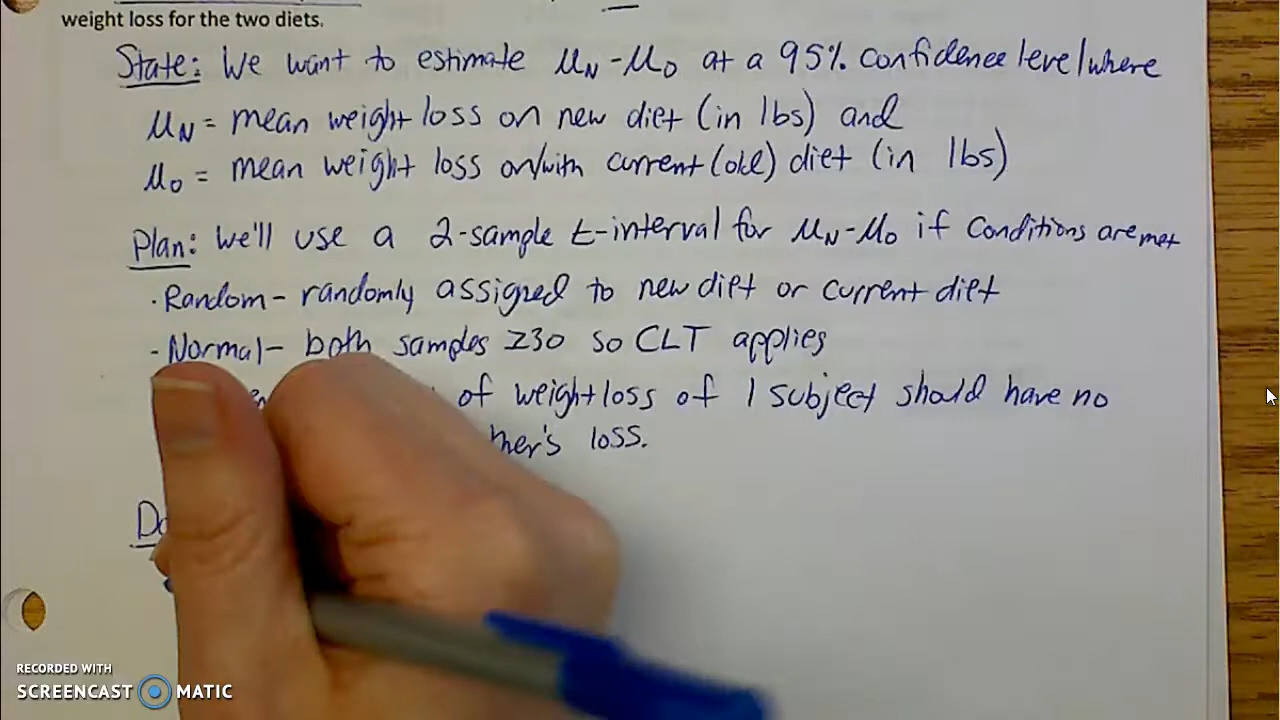 weight loss for the two diets.
State: We want to estimate μN-μO at a 95% confidence level where
μN = mean weight loss on new diet (in lbs) and
μO = mean weight loss on/with current (old) diet (in lbs)
Plan: We'll use a 2-sample t-interval for μN-μO if conditions are met
·Random- randomly assigned to new diet or current diet
-Normal- both samples ≥30 so CLT applies
of weight loss of 1 subject should have no
loss.
RECORDED WITH
SCREENCAST MATIC